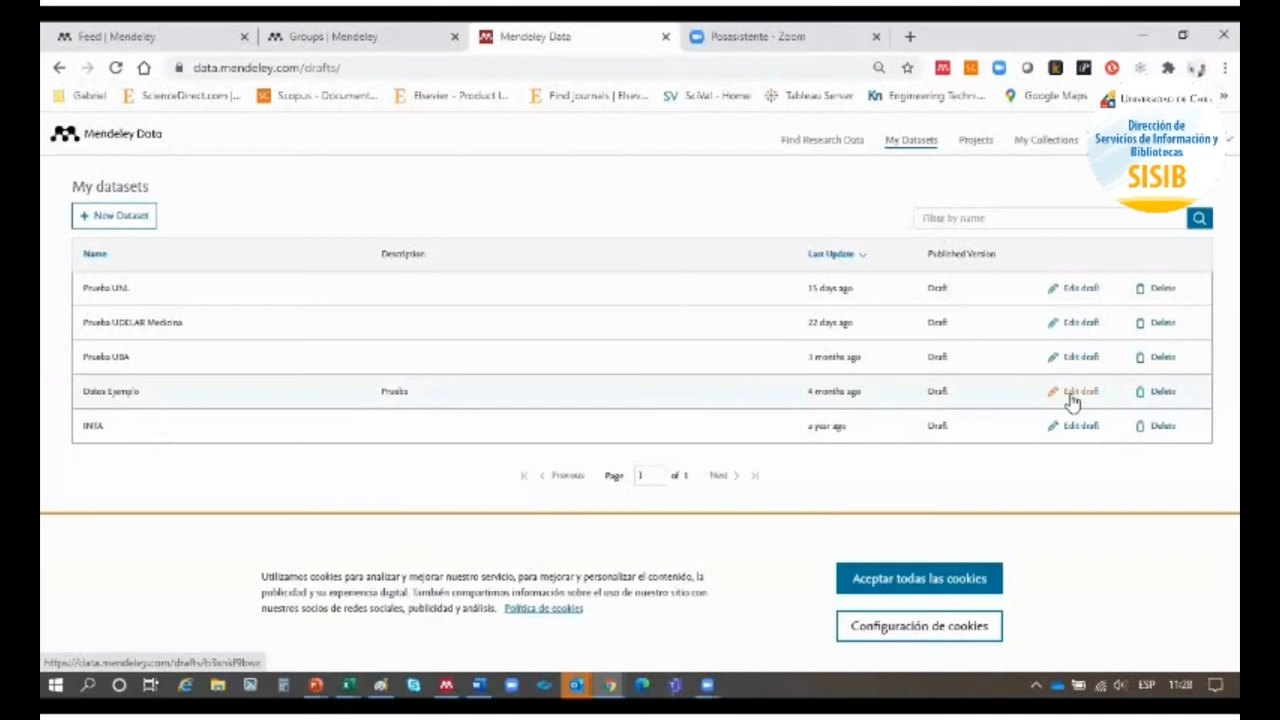 Feed | Mendeley
Groups | Mendeley
Mendeley Data
Posasistente - Zoom
data.mendeley.com/drafts/
Gabriel
ScienceDirect.com |...
Scopus - Document...
Elsevier - Product I...
Find journals | Elsev...
SciVal - Home
Tableau Server
Engineering Techn...
Google Maps
UNIVERSIDAD DE CHIL
Mendeley Data
Find Research Data
My Datasets
Projects
My Collections
Dirección de
Servicios de Información y
Bibliotecas
SISIB
My datasets
+ New Dataset
Filter by name
Name Description Last Update Published Version
Prueba UNL 15 days ago Draft Edit draft Delete
Prueba UDELAR Medicina 22 days ago Draft Edit draft Delete
Prueba UBA 3 months ago Draft Edit draft Delete
Datos Ejemplo Prueba 4 months ago Draft Edit draft Delete
INTA a year ago Draft Edit draft Delete
Previous Page 1 of 1 Next
Utilizamos cookies para analizar y mejorar nuestro servicio, para mejorar y personalizar el contenido, la
publicidad y su experiencia digital. También compartimos información sobre el uso de nuestro sitio con
nuestros socios de redes sociales, publicidad y análisis. Política de cookies
Aceptar todas las cookies
Configuración de cookies
ESP 11:28